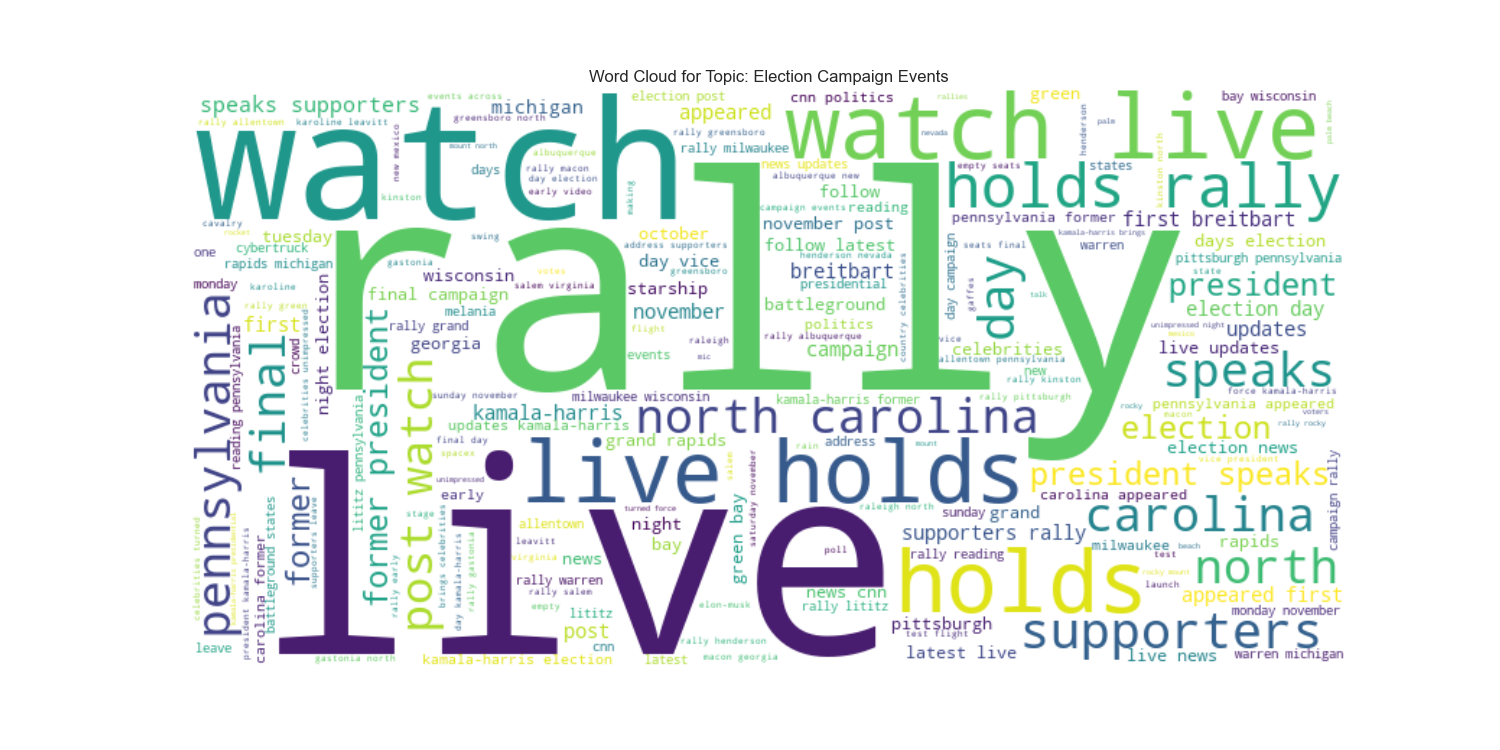 Word Cloud for Topic: Election Campaign Events
speaks supporters
events across
michigan
election post
cnn politics
rallies
green
bay wisconsin
rally allentown
karoline leavitt
greensboro north
appeared
watch
watch live
palm
palm beach
new mexico
mount north
rally greensboro
rally milwaukee
nevada
henderson
albuquerque
days
rally macon
day election
early video
news updates
albuquerque new
empty seats
states
holds rally
kinston north
kinston
making
follow
campaign events
reading
november post
pennsylvania former
first breitbart
cavalry
rocket
tuesday
swing
october
address supporters
day vice
greensboro
follow latest
henderson nevada
seats final
kamala-harris brings
warren
days election
one
cybertruck
rapids michigan
gastonia
rally
breitbart
presidential
pittsburgh pennsylvania
state
monday
karoline
wisconsin
votes
salem virginia
starship
november
battleground
country celebrities
day campaign
gaffes
day
talk
president
election day
rally green
first
final campaign
melania
rally grand
georgia
flight
events
raleigh
mic
politics
rally albuquerque
campaign
vice
celebrities
allentown pennsylvania
new
rally kinston
unimpressed night
mexico
updates
live updates
speaks
pennsylvania
reading pennsylvania
final
crowd
celebrities unimpressed
night election
former president
sunday november
milwaukee wisconsin
kamala-harris former
rally pittsburgh
force kamala-harris
rocky
pennsylvania appeared
macon
voters
rally rocky
kamala-harris
updates kamala-harris
north carolina
election
election news
lititz pennsylvania
post watch
final day
spacex
grand rapids
salem
rain
address
mount
vice president
president speaks
live holds
unimpressed
early
saturday november
carolina appeared
campaign rally
celebrities turned
kamala-harris presidential
president kamala-harris
carolina former
battleground states
former
supporters leave
live
stage
turned force
raleigh north
sunday
grand
carolina
allentown
night
leavitt
bay
green bay
poll
supporters rally
milwaukee
beach
rapids
virginia
news
rally reading
test
north
rally early
brings celebrities
day kamala-harris
rally gastonia
rally warren
rally salem
elon-musk
news cnn
rally lititz
holds
rocky mount
launch
appeared first
empty
lititz
post
pittsburgh
test flight
supporters
monday november
leave
gastonia north
kamala-harris election
cnn
latest
rally henderson
macon georgia
latest live
live news
warren michigan